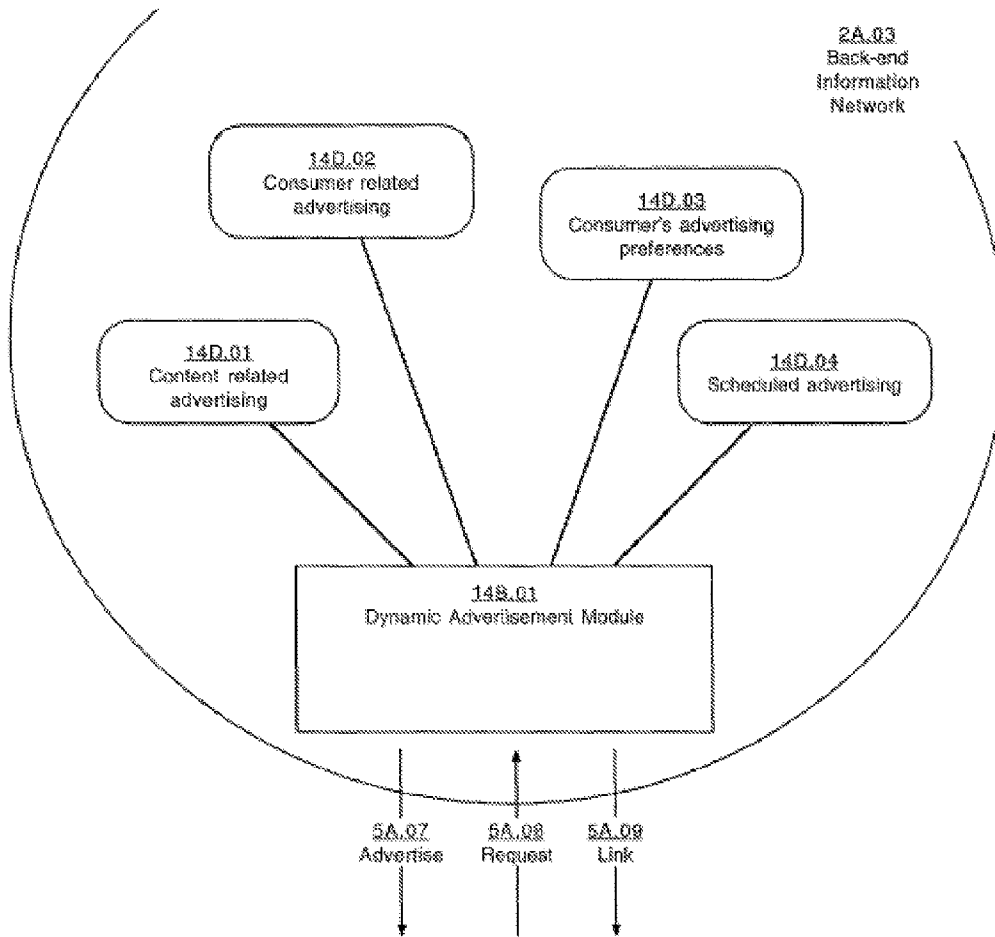 2A.03
Back-end
Information
Network
14D.02
Consumer related
advertising
14D.03
Consumer's advertising
preferences
14D.01
Content related
advertising
14D.04
Scheduled advertising
14B.01
Dynamic Advertisement Module
5A.07
Advertise
5A.08
Request
5A.09
Link